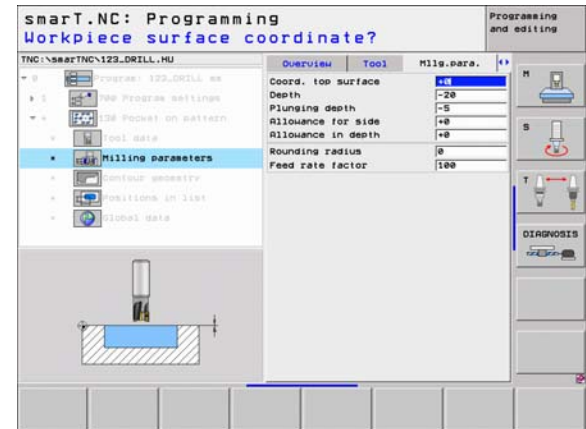 smarT.NC: Programming
Workpiece surface coordinate?
Programming and editing
TNC:\smarTNC\123_DRILL.HU
0 Program: 123_DRILL mm
1 700 Program settings
130 Pocket on pattern
Tool data
Milling parameters
Contour geometry
Positions in list
Global data
Overview Tool Mllg.para.
Coord. top surface +0
Depth -20
Plunging depth -5
Allowance for side +0
Allowance in depth +0
Rounding radius 0
Feed rate factor 100
M
S
T
DIAGNOSIS